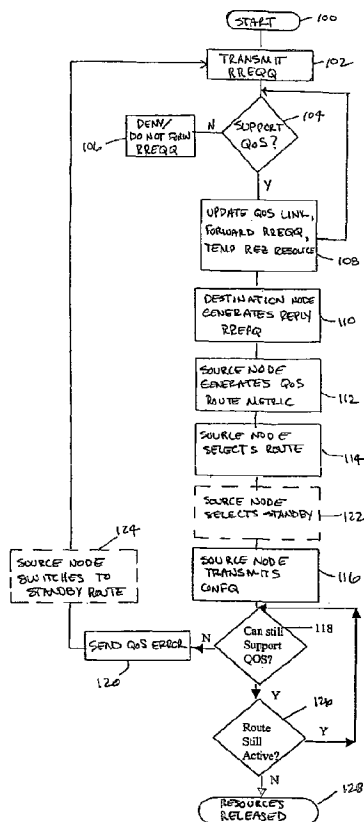 START
100
TRANSMIT
RREQQ
102
SUPPORT
QOS?
104
N
DENY/
DO NOT
RREQQ
106
Y
UPDATE QOS LINK,
FORWARD RREQQ,
TEMP REZ RESOURCE
108
DESTINATION NODE
GENERATES REPLY
RREPQ
110
SOURCE NODE
GENERATES QOS
ROUTE METRIC
112
SOURCE NODE
SELECTS ROUTE
114
SOURCE NODE
SELECTS STANDBY
122
SOURCE NODE
TRANSMITS
CONFQ
116
124
SOURCE NODE
SWITCHES TO
STANDBY ROUTE
Can still
Support
QOS?
118
N
SEND QOS ERROR
120
Y
Route
Still
Active?
126
Y
N
RESOURCES
RELEASED
128